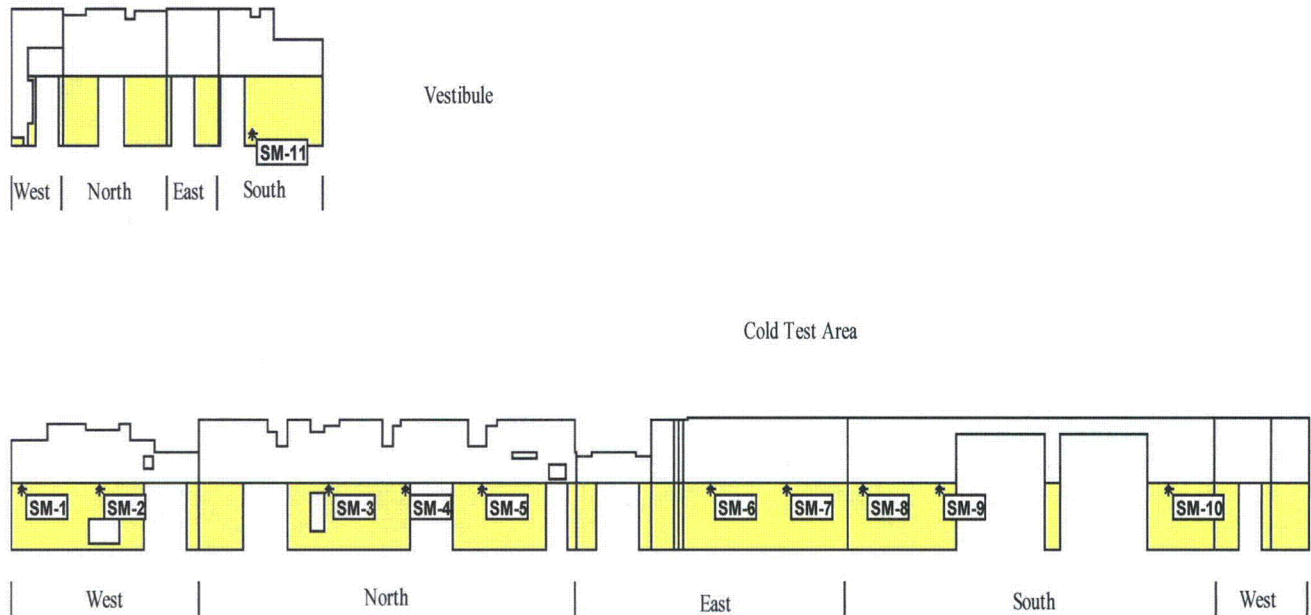 Vestibule
SM-11
West North East South
Cold Test Area
SM-1 SM-2 SM-3 SM-4 SM-5 SM-6 SM-7 SM-8 SM-9 SM-10
West North East South West